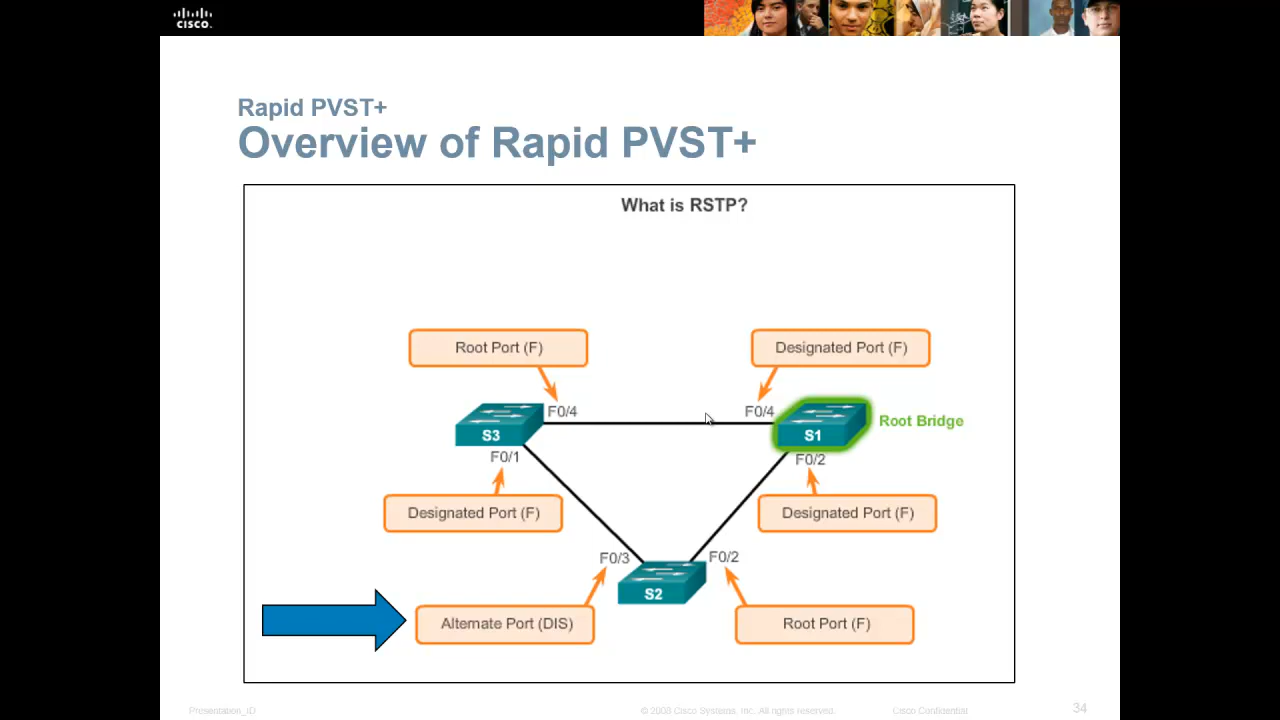 CISCO.
Rapid PVST+
Overview of Rapid PVST+
What is RSTP?
Root Port (F)
Designated Port (F)
F0/4
F0/4
S3
S1
Root Bridge
F0/1
F0/2
Designated Port (F)
Designated Port (F)
F0/3
F0/2
S2
Alternate Port (DIS)
Root Port (F)
Presentation_ID
© 2008 Cisco Systems, Inc. All rights reserved.
Cisco Confidential
34